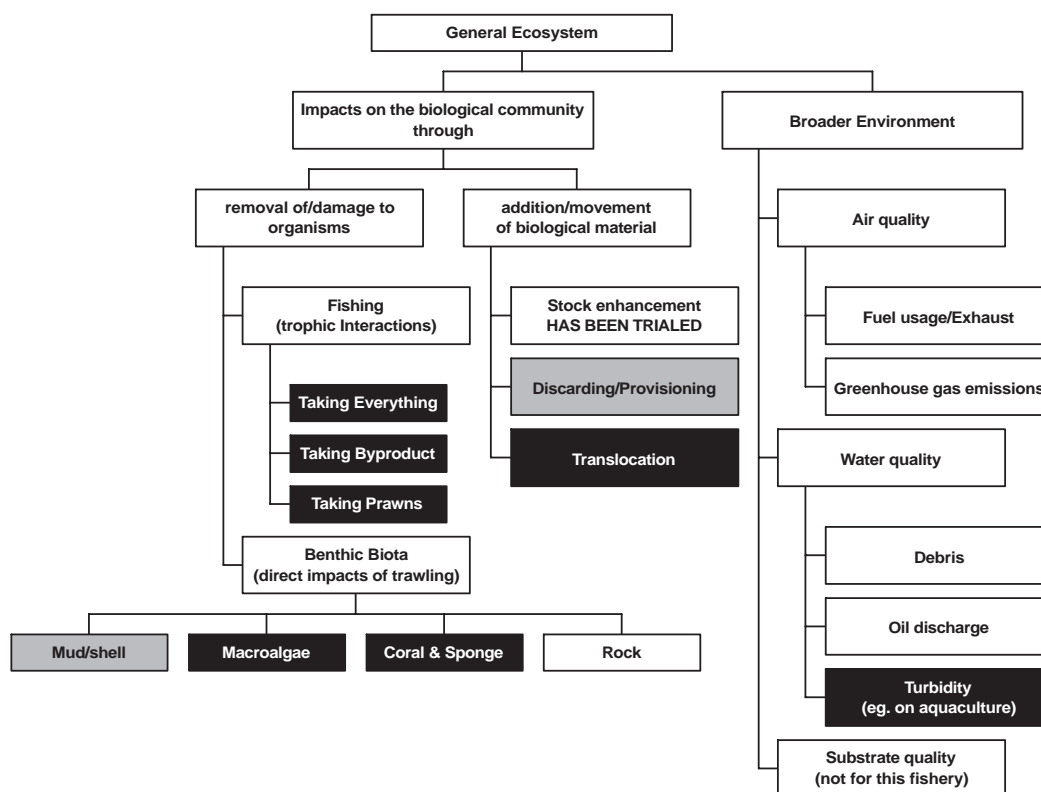 General Ecosystem
Impacts on the biological community
through
Broader Environment
removal of/damage to
organisms
addition/movement
of biological material
Air quality
Fishing
(trophic Interactions)
Stock enhancement
HAS BEEN TRIALED
Fuel usage/Exhaust
Taking Everything
Discarding/Provisioning
Greenhouse gas emissions
Taking Byproduct
Translocation
Water quality
Taking Prawns
Benthic Biota
(direct impacts of trawling)
Debris
Mud/shell
Macroalgae
Coral & Sponge
Rock
Oil discharge
Turbidity
(eg. on aquaculture)
Substrate quality
(not for this fishery)